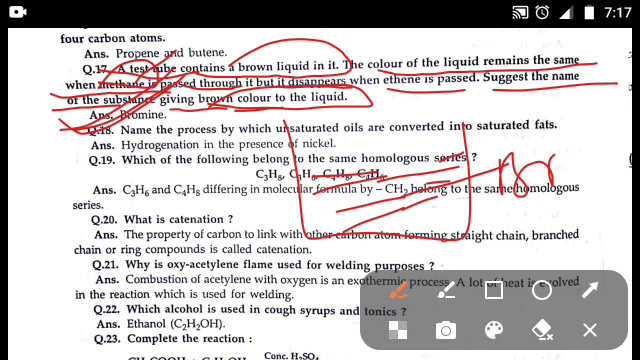 7:17
four carbon atoms.
Ans. Propene and butene.
Q.17. A test tube contains a brown liquid in it. The colour of the liquid remains the same
when methane is passed through it but it disappears when ethene is passed. Suggest the name
of the substance giving brown colour to the liquid.
Ans. Bromine.
Q.18. Name the process by which unsaturated oils are converted into saturated fats.
Ans. Hydrogenation in the presence of nickel.
Q.19. Which of the following belong to the same homologous series ?
C₃H₈, C₃H₆, C₄H₈, C₄H₆
Br
Ans. C₃H₆ and C₄H₈ differing in molecular formula by – CH₂ belong to the same homologous
series.
Q.20. What is catenation ?
Ans. The property of carbon to link with other carbon atom forming straight chain, branched
chain or ring compounds is called catenation.
Q.21. Why is oxy-acetylene flame used for welding purposes ?
Ans. Combustion of acetylene with oxygen is an exothermic process. A lot of heat is evolved
in the reaction which is used for welding.
Q.22. Which alcohol is used in cough syrups and tonics ?
Ans. Ethanol (C₂H₅OH).
Q.23. Complete the reaction :
Conc. H₂SO₄